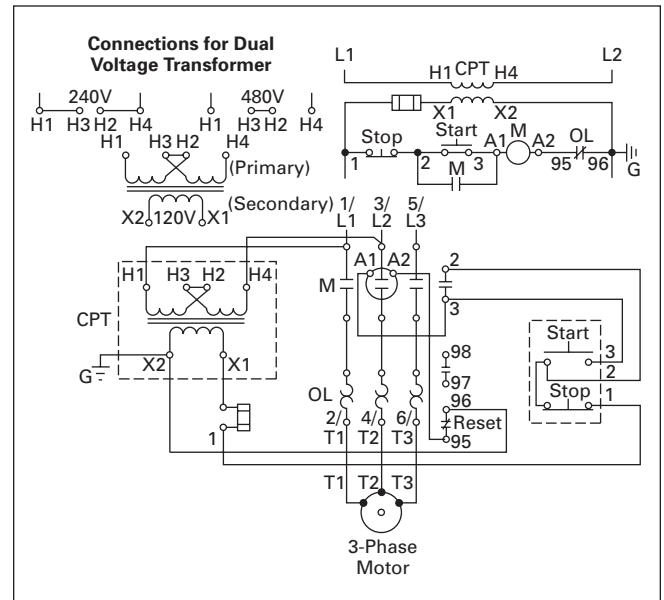 Connections for Dual
Voltage Transformer
240V 480V
H1 H3 H2 H4 H1 H3 H2 H4
H1 H3 H2 H4
(Primary)
(Secondary)
X2 120V X1
L1 L2
H1 CPT H4
X1 X2
Stop Start A1 M A2 OL
1 2 3 95 96
M
G
1/ 3/ 5/
L1 L2 L3
H1 H3 H2 H4
CPT
X2 X1
G
1
A1 A2
M
2
3
98
97
96
Reset
95
OL
2/ 4/ 6/
T1 T2 T3
T1 T2 T3
3-Phase
Motor
Start
3
2
Stop
1